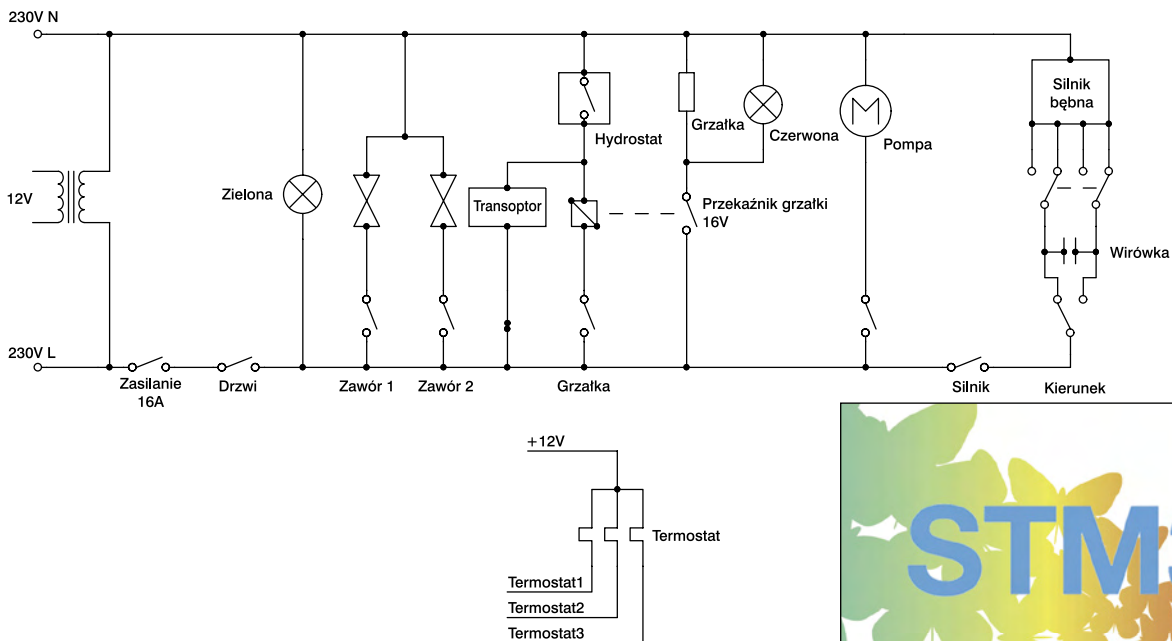 230V N
12V
Zielona
Transoptor
Hydrostat
Grzałka
Czerwona
Pompa
Silnik
bębna
Przekaźnik grzałki
16V
Wirówka
230V L
Zasilanie
16A
Drzwi
Zawór 1
Zawór 2
Grzałka
Silnik
Kierunek
+12V
Termostat
Termostat1
Termostat2
Termostat3
M
STM